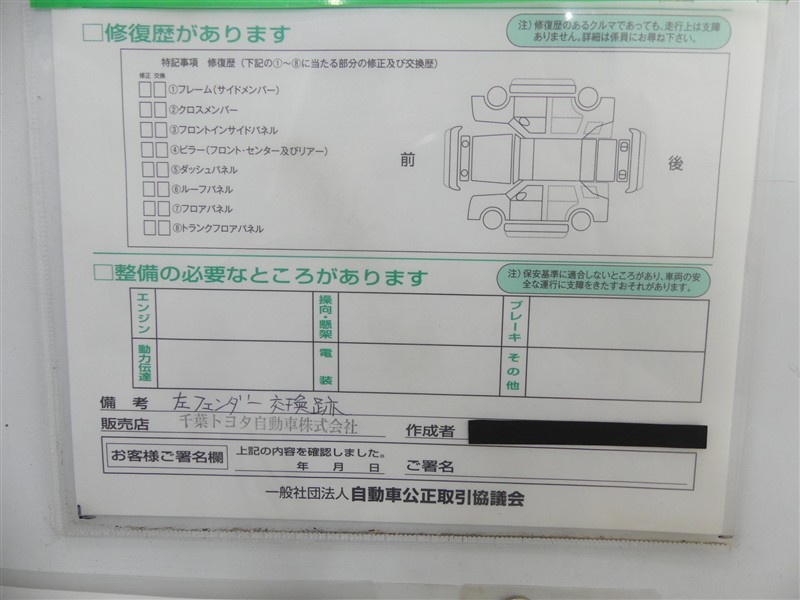 □修復歴があります
注）修復歴のあるクルマであっても、走行上は支障
ありません。詳細は係員にお尋ね下さい。
特記事項 修復歴（下記の①～⑧に当たる部分の修正及び交換歴）
修正 交換
①フレーム（サイドメンバー）
②クロスメンバー
③フロントインサイドパネル
④ピラー（フロント・センター及びリアー）
⑤ダッシュパネル
⑥ルーフパネル
⑦フロアパネル
⑧トランクフロアパネル
前
後
□整備の必要なところがあります
注）保安基準に適合しないところがあり、車両の安
全な運行に支障をきたすおそれがあります。
エンジン
操向・懸架
ブレーキ
動力伝達
電装
その他
備考 左フェンダー交換跡
販売店 千葉トヨタ自動車株式会社 作成者
お客様ご署名欄
上記の内容を確認しました。
年 月 日 ご署名
一般社団法人 自動車公正取引協議会